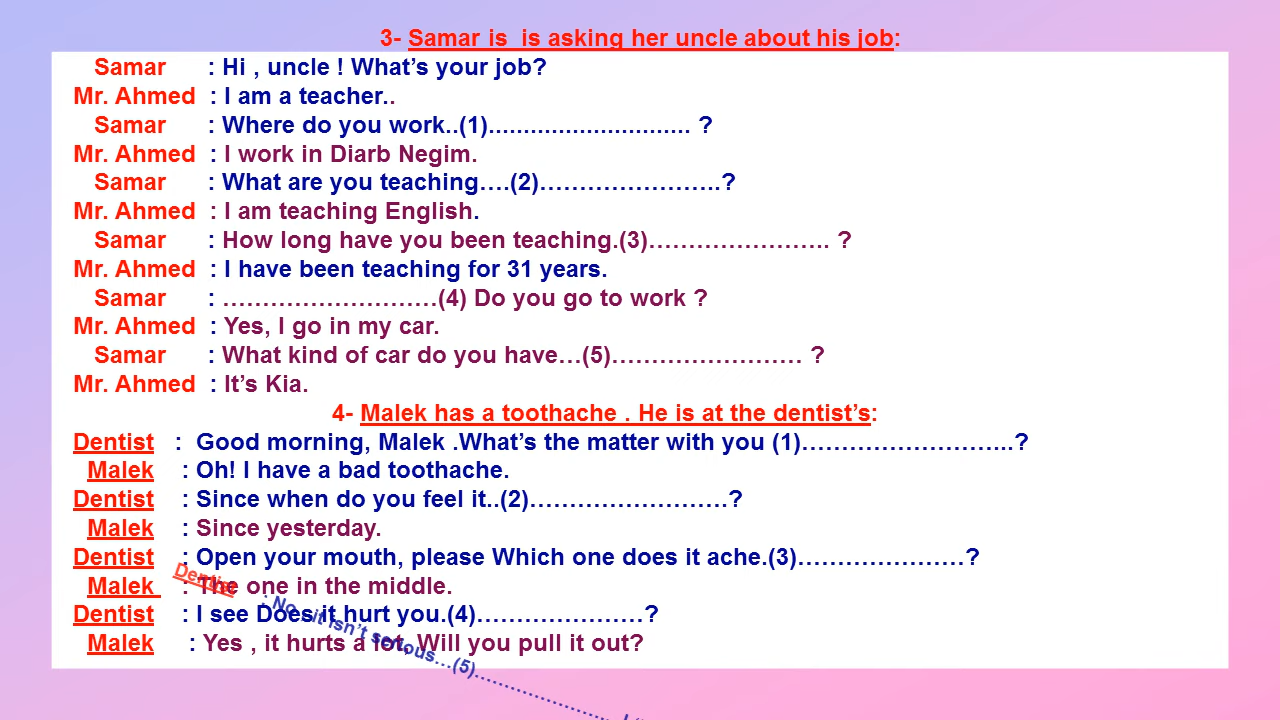 3- Samar is  is asking her uncle about his job:
Samar : Hi , uncle ! What's your job?
Mr. Ahmed : I am a teacher..
Samar : Where do you work..(1)............................. ?
Mr. Ahmed : I work in Diarb Negim.
Samar : What are you teaching….(2)…………………..?
Mr. Ahmed : I am teaching English.
Samar : How long have you been teaching.(3)………………….. ?
Mr. Ahmed : I have been teaching for 31 years.
Samar : ………………………(4) Do you go to work ?
Mr. Ahmed : Yes, I go in my car.
Samar : What kind of car do you have…(5)…………………… ?
Mr. Ahmed : It's Kia.
4- Malek has a toothache . He is at the dentist's:
Dentist : Good morning, Malek .What's the matter with you (1)……………………...?
Malek : Oh! I have a bad toothache.
Dentist : Since when do you feel it..(2)…………………….?
Malek : Since yesterday.
Dentist : Open your mouth, please Which one does it ache.(3)…………………?
Malek : The one in the middle.
Dentist : I see Does it hurt you.(4)…………………?
Malek : Yes , it hurts a lot, Will you pull it out?
Dentist : No , it isn't serious…(5)………………